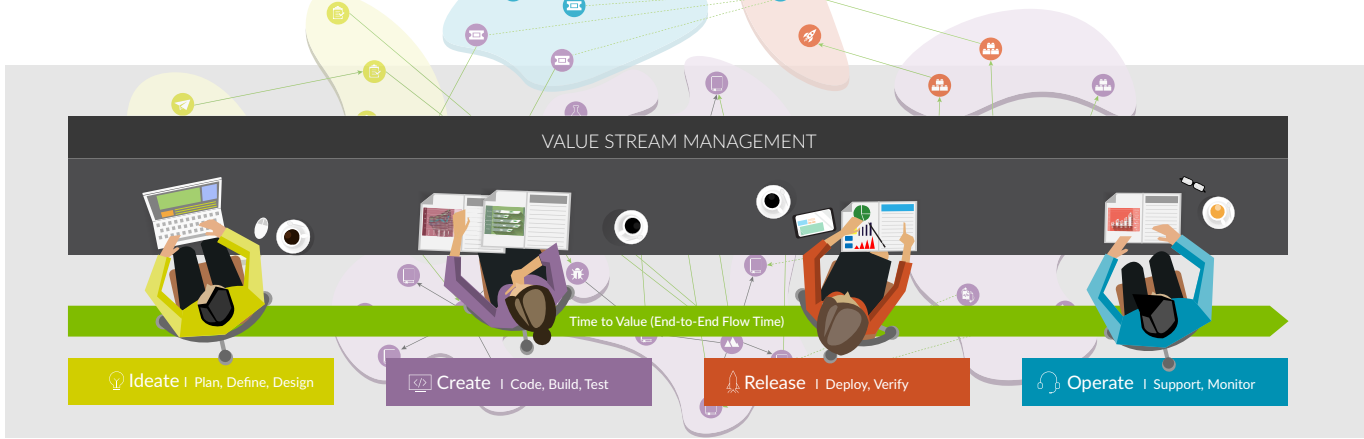 VALUE STREAM MANAGEMENT
Time to Value (End-to-End Flow Time)
Ideate | Plan, Define, Design
Create | Code, Build, Test
Release | Deploy, Verify
Operate | Support, Monitor